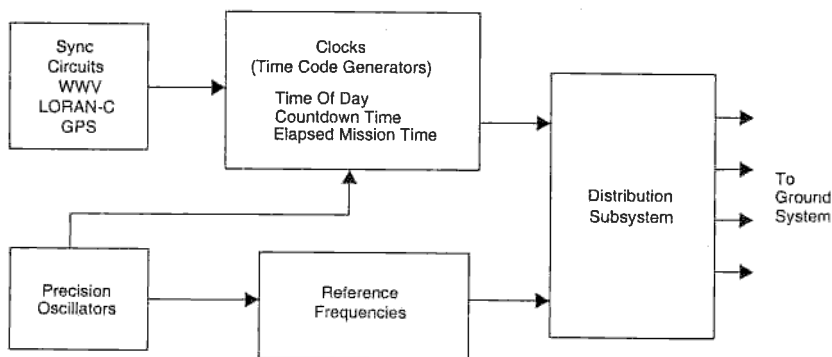 Sync
Circuits
WWV
LORAN-C
GPS
Clocks
(Time Code Generators)
Time Of Day
Countdown Time
Elapsed Mission Time
Distribution
Subsystem
To
Ground
System
Precision
Oscillators
Reference
Frequencies